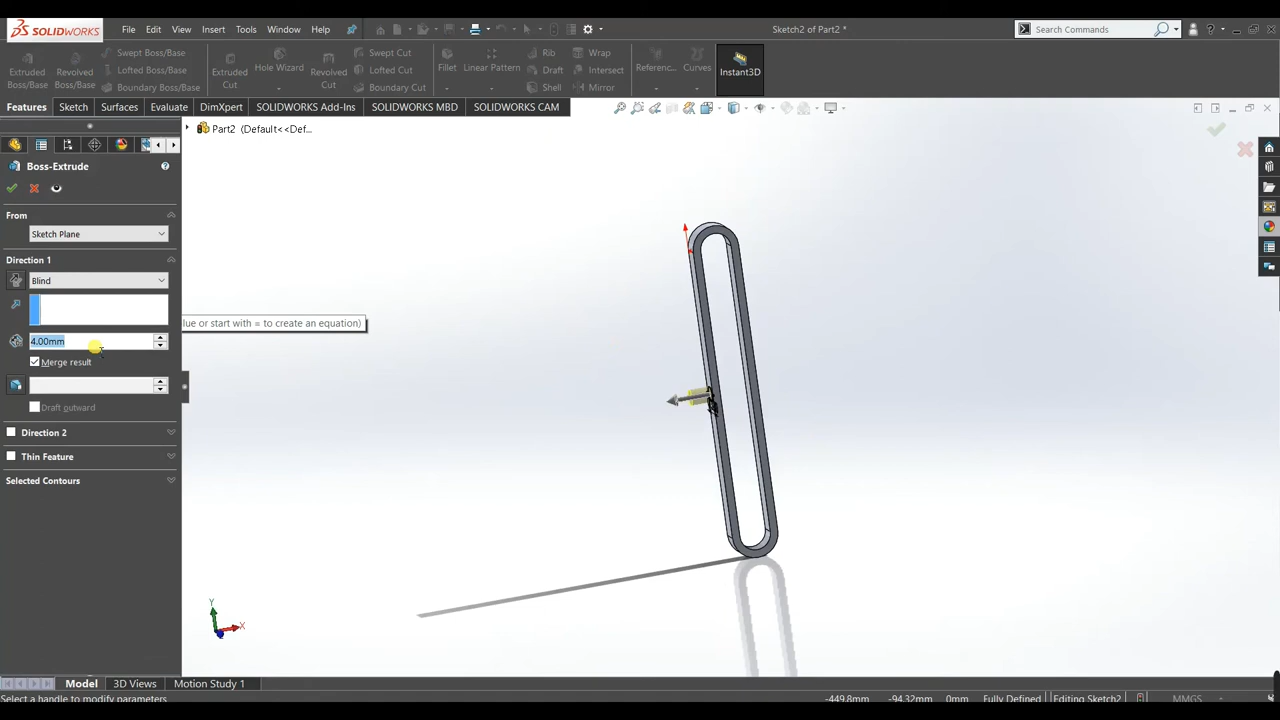 SOLIDWORKS File Edit View Insert Tools Window Help Sketch2 of Part2 * Search Commands ?
Extruded Boss/Base Revolved Boss/Base Swept Boss/Base Lofted Boss/Base Boundary Boss/Base Extruded Cut Hole Wizard Revolved Cut Swept Cut Lofted Cut Boundary Cut Fillet Linear Pattern Rib Draft Shell Wrap Intersect Mirror Referenc... Curves Instant3D
Features Sketch Surfaces Evaluate DimXpert SOLIDWORKS Add-Ins SOLIDWORKS MBD SOLIDWORKS CAM
Part2 (Default<<Def...
Boss-Extrude
From
Sketch Plane
Direction 1
Blind
lue or start with = to create an equation)
4.00mm
Merge result
Draft outward
Direction 2
Thin Feature
Selected Contours
Y
X
Z
Model 3D Views Motion Study 1
Select a handle to modify parameters -449.8mm -94.32mm 0mm Fully Defined Editing Sketch2 MMGS